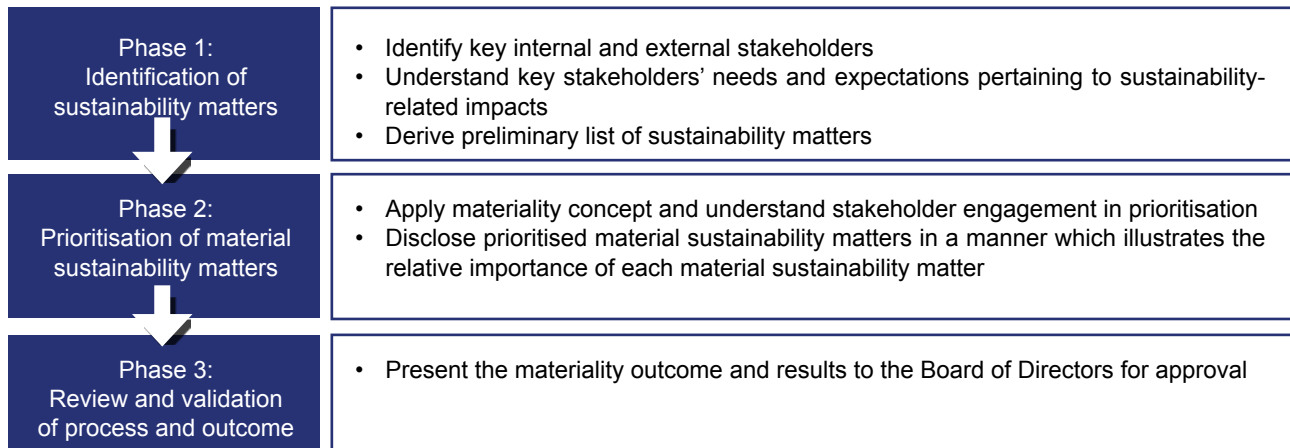 Phase 1:
Identification of
sustainability matters
• Identify key internal and external stakeholders
• Understand key stakeholders’ needs and expectations pertaining to sustainability-
related impacts
• Derive preliminary list of sustainability matters
Phase 2:
Prioritisation of material
sustainability matters
• Apply materiality concept and understand stakeholder engagement in prioritisation
• Disclose prioritised material sustainability matters in a manner which illustrates the
relative importance of each material sustainability matter
Phase 3:
Review and validation
of process and outcome
• Present the materiality outcome and results to the Board of Directors for approval